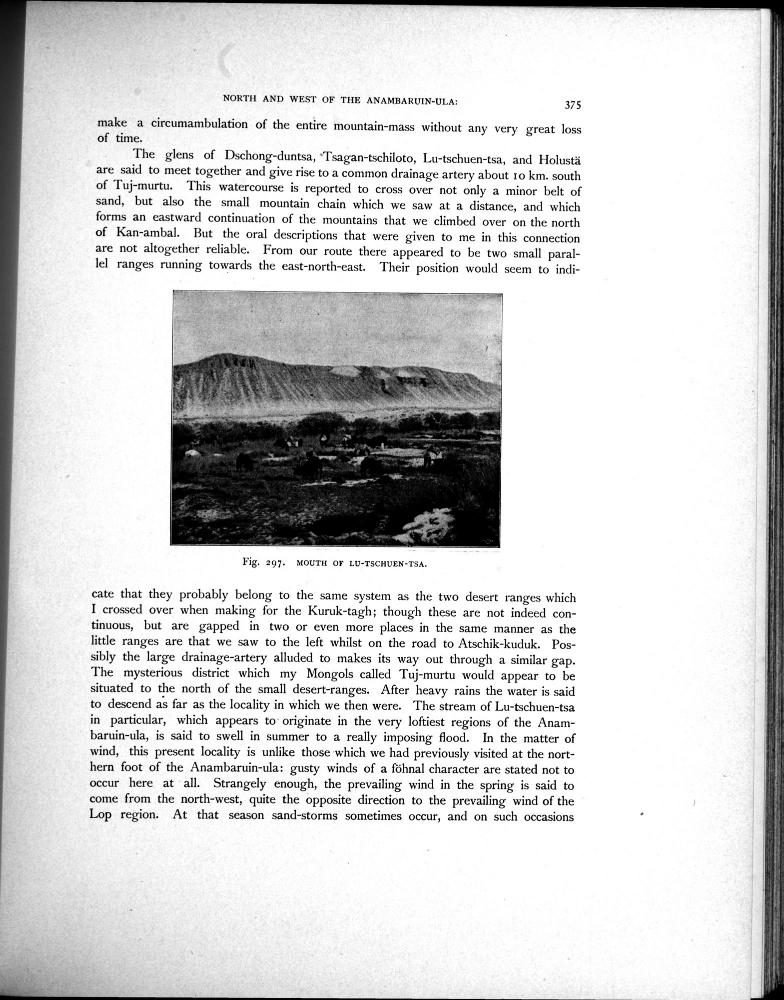 NORTH AND WEST OF THE ANAMBARUIN-ULA:
375
make a circumambulation of the entire mountain-mass without any very great loss
of time.
The glens of Dschong-duntsa, Tsagan-tschiloto, Lu-tschuen-tsa, and Holustä
are said to meet together and give rise to a common drainage artery about 10 km. south
of Tuj-murtu. This watercourse is reported to cross over not only a minor belt of
sand, but also the small mountain chain which we saw at a distance, and which
forms an eastward continuation of the mountains that we climbed over on the north
of Kan-ambal. But the oral descriptions that were given to me in this connection
are not altogether reliable. From our route there appeared to be two small paral-
lel ranges running towards the east-north-east. Their position would seem to indi-
Fig. 297. MOUTH OF LU-TSCHUEN-TSA.
cate that they probably belong to the same system as the two desert ranges which
I crossed over when making for the Kuruk-tagh; though these are not indeed con-
tinuous, but are gapped in two or even more places in the same manner as the
little ranges are that we saw to the left whilst on the road to Atschik-kuduk. Pos-
sibly the large drainage-artery alluded to makes its way out through a similar gap.
The mysterious district which my Mongols called Tuj-murtu would appear to be
situated to the north of the small desert-ranges. After heavy rains the water is said
to descend as far as the locality in which we then were. The stream of Lu-tschuen-tsa
in particular, which appears to originate in the very loftiest regions of the Anam-
baruin-ula, is said to swell in summer to a really imposing flood. In the matter of
wind, this present locality is unlike those which we had previously visited at the nort-
hern foot of the Anambaruin-ula: gusty winds of a föhnal character are stated not to
occur here at all. Strangely enough, the prevailing wind in the spring is said to
come from the north-west, quite the opposite direction to the prevailing wind of the
Lop region. At that season sand-storms sometimes occur, and on such occasions